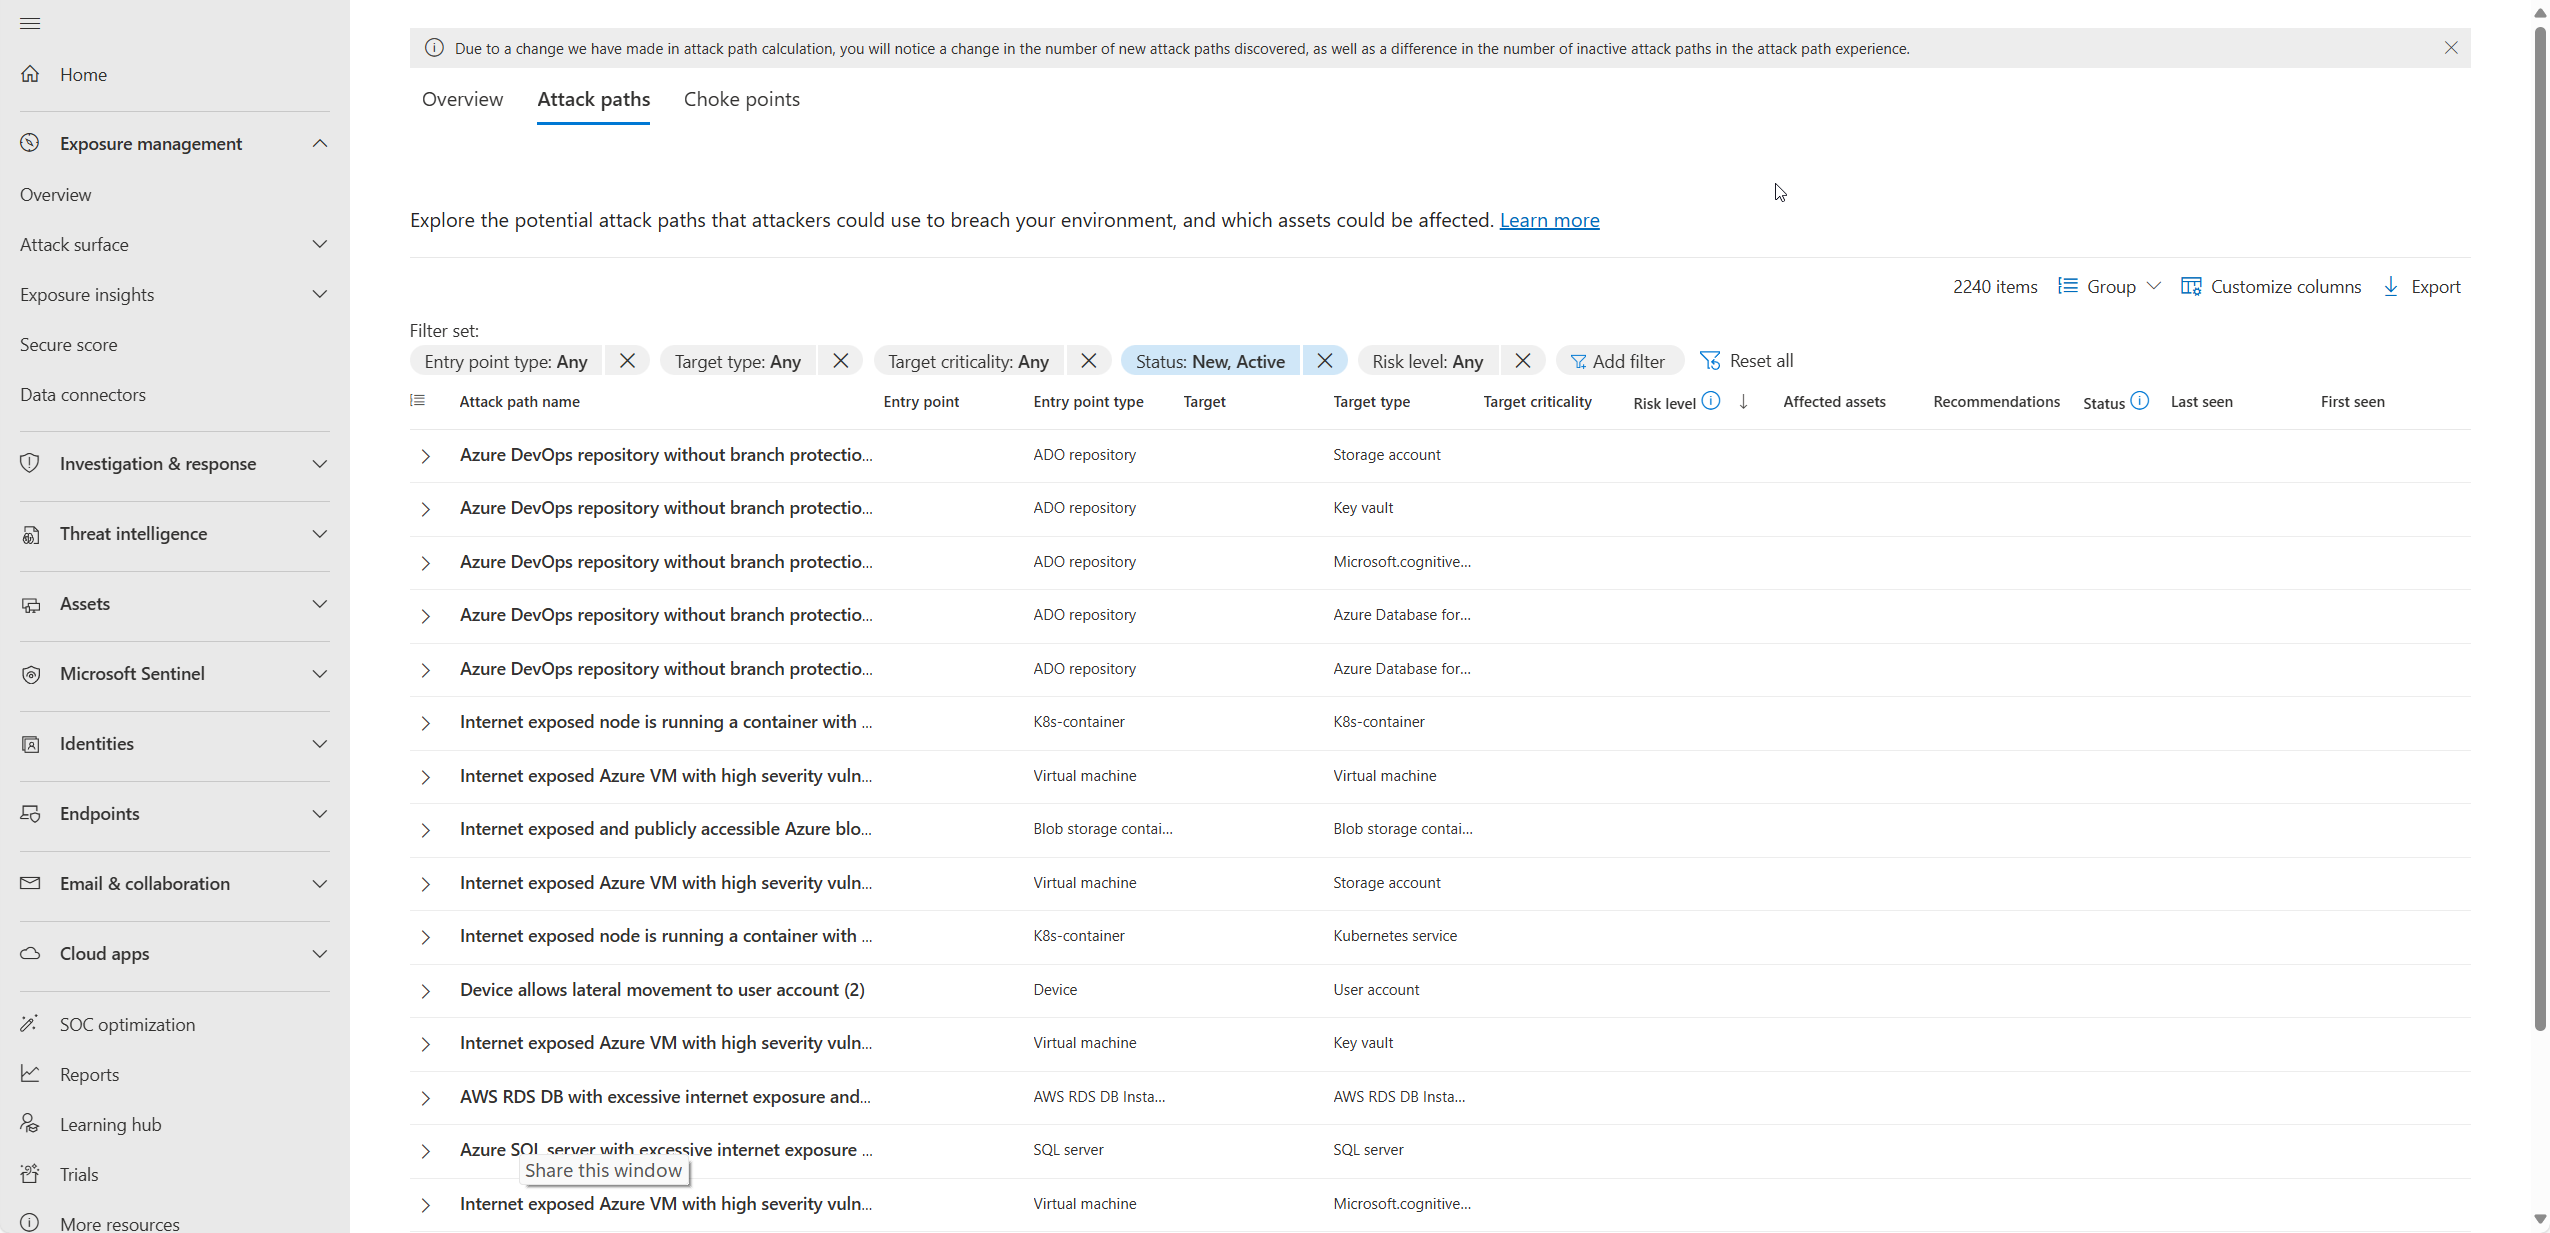 Due to a change we have made in attack path calculation, you will notice a change in the number of new attack paths discovered, as well as a difference in the number of inactive attack paths in the attack path experience.
Home
Exposure management
Overview
Attack surface
Exposure insights
Secure score
Data connectors
Investigation & response
Threat intelligence
Assets
Microsoft Sentinel
Identities
Endpoints
Email & collaboration
Cloud apps
SOC optimization
Reports
Learning hub
Trials
More resources
Overview Attack paths Choke points
Explore the potential attack paths that attackers could use to breach your environment, and which assets could be affected. Learn more
2240 items Group Customize columns Export
Filter set:
Entry point type: Any Target type: Any Target criticality: Any Status: New, Active Risk level: Any Add filter Reset all
Attack path name Entry point Entry point type Target Target type Target criticality Risk level Affected assets Recommendations Status Last seen First seen
Azure DevOps repository without branch protectio... ADO repository Storage account
Azure DevOps repository without branch protectio... ADO repository Key vault
Azure DevOps repository without branch protectio... ADO repository Microsoft.cognitive...
Azure DevOps repository without branch protectio... ADO repository Azure Database for...
Azure DevOps repository without branch protectio... ADO repository Azure Database for...
Internet exposed node is running a container with ... K8s-container K8s-container
Internet exposed Azure VM with high severity vuln... Virtual machine Virtual machine
Internet exposed and publicly accessible Azure blo... Blob storage contai... Blob storage contai...
Internet exposed Azure VM with high severity vuln... Virtual machine Storage account
Internet exposed node is running a container with ... K8s-container Kubernetes service
Device allows lateral movement to user account (2) Device User account
Internet exposed Azure VM with high severity vuln... Virtual machine Key vault
AWS RDS DB with excessive internet exposure and... AWS RDS DB Insta... AWS RDS DB Insta...
Azure SQL server with excessive internet exposure ... SQL server SQL server
Share this window
Internet exposed Azure VM with high severity vuln... Virtual machine Microsoft.cognitive...